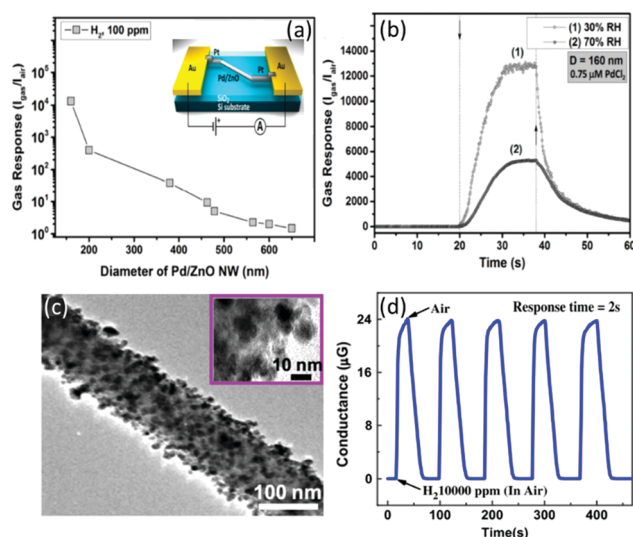 (a)
H2, 100 ppm
Gas Response (Igas/Iair)
10^5
10^4
10^3
10^2
10^1
10^0
200 300 400 500 600
Diameter of Pd/ZnO NW (nm)
Pt
Au
Pd/ZnO
Pt
Au
SiO2
Si substrate
A
(b)
(1) 30% RH
(2) 70% RH
D = 160 nm
0.75 μM PdCl2
(1)
(2)
Gas Response (Igas/Iair)
14000
12000
10000
8000
6000
4000
2000
0
0 10 20 30 40 50 60
Time (s)
(c)
10 nm
100 nm
(d)
Air
Response time = 2s
Conductance (μG)
24
16
8
0
H2 10000 ppm (In Air)
0 100 200 300 400
Time(s)